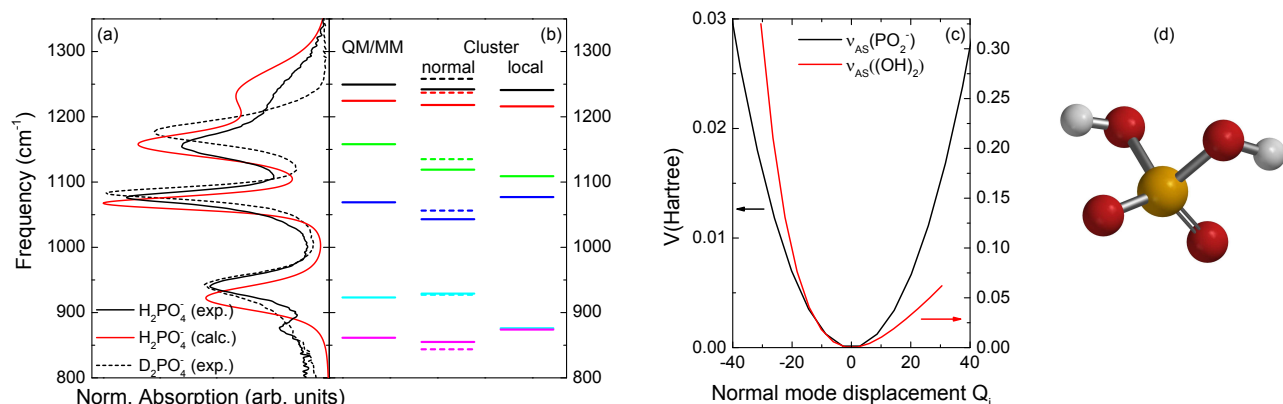 (a)
QM/MM
Cluster
(b)
normal
local
1300
1200
1100
1000
900
800
Frequency (cm-1)
H2PO4- (exp.)
H2PO4- (calc.)
D2PO4- (exp.)
Norm. Absorption (arb. units)
1300
1200
1100
1000
900
800
(c)
νAS(PO2-)
νAS((OH)2)
0.03
0.02
0.01
0.00
V(Hartree)
0.30
0.25
0.20
0.15
0.10
0.05
0.00
-40
-20
0
20
40
Normal mode displacement Qi
(d)